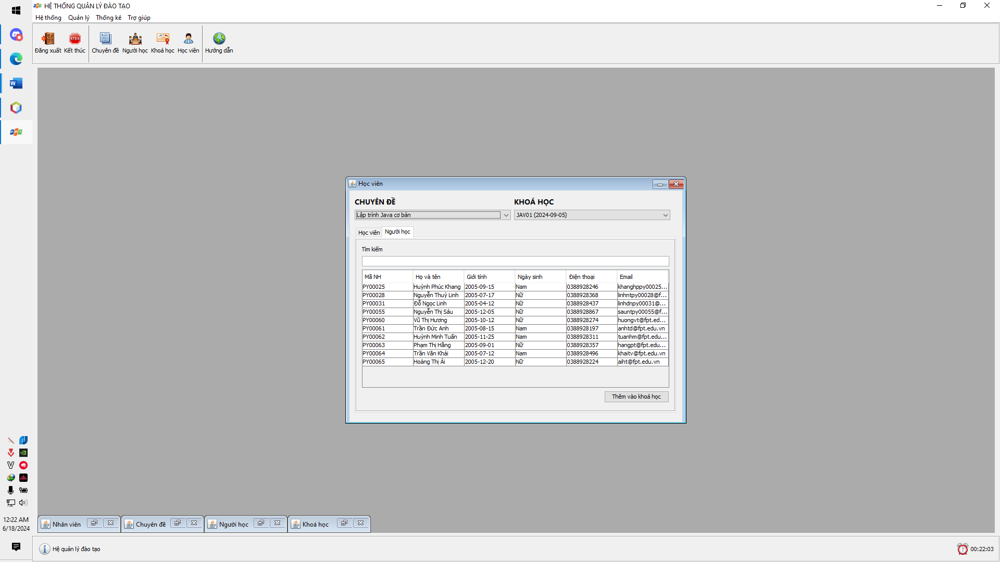 HỆ THỐNG QUẢN LÝ ĐÀO TẠO
Hệ thống Quản lý Thống kê Trợ giúp
Đăng xuất Kết thúc Chuyên đề Người học Khoá học Học viên Hướng dẫn
Học viên
CHUYÊN ĐỀ KHOÁ HỌC
Lập trình Java cơ bản JAV01 (2024-09-05)
Học viên Người học
Tìm kiếm
Mã NH Họ và tên Giới tính Ngày sinh Điện thoại Email
PY00025 Huỳnh Phúc Khang 2005-09-15 Nam 0388928246 khanghppy00025...
PY00028 Nguyễn Thuỳ Linh 2005-07-17 Nữ 0388928368 linhntpy00028@f...
PY00031 Đỗ Ngọc Linh 2005-04-12 Nữ 0388928437 linhdnpy00031@...
PY00055 Nguyễn Thị Sáu 2005-12-05 Nữ 0388928867 sauntpy00055@f...
PY00060 Vũ Thị Hương 2005-10-12 Nữ 0388928274 huongvt@fpt.ed...
PY00061 Trần Đức Anh 2005-08-15 Nam 0388928197 anhtd@fpt.edu.vn
PY00062 Huỳnh Minh Tuấn 2005-11-25 Nam 0388928311 tuanhm@fpt.edu...
PY00063 Phạm Thị Hằng 2005-09-01 Nữ 0388928357 hangpt@fpt.edu...
PY00064 Trần Văn Khải 2005-07-12 Nam 0388928496 khaitv@fpt.edu.vn
PY00065 Hoàng Thị Ái 2005-12-20 Nữ 0388928224 aiht@fpt.edu.vn
Thêm vào khoá học
Nhân viên Chuyên đề Người học Khoá học
12:22 AM
6/18/2024
Hệ quản lý đào tạo 00:22:03